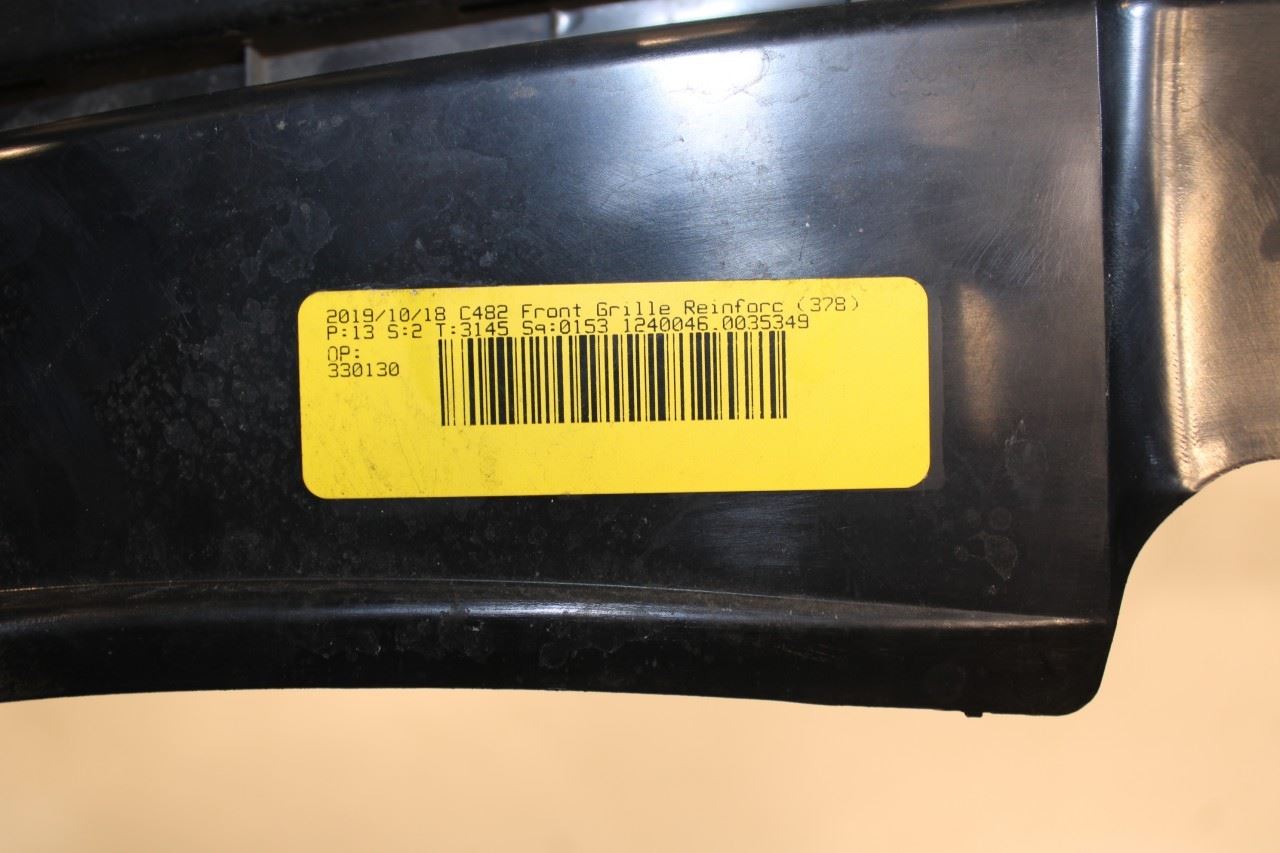 2019/10/18 C482 Front Grille Reinforc (378)
P:13 S:2 T:3145 Sq:0153 1240046.0035349
OP:
330130